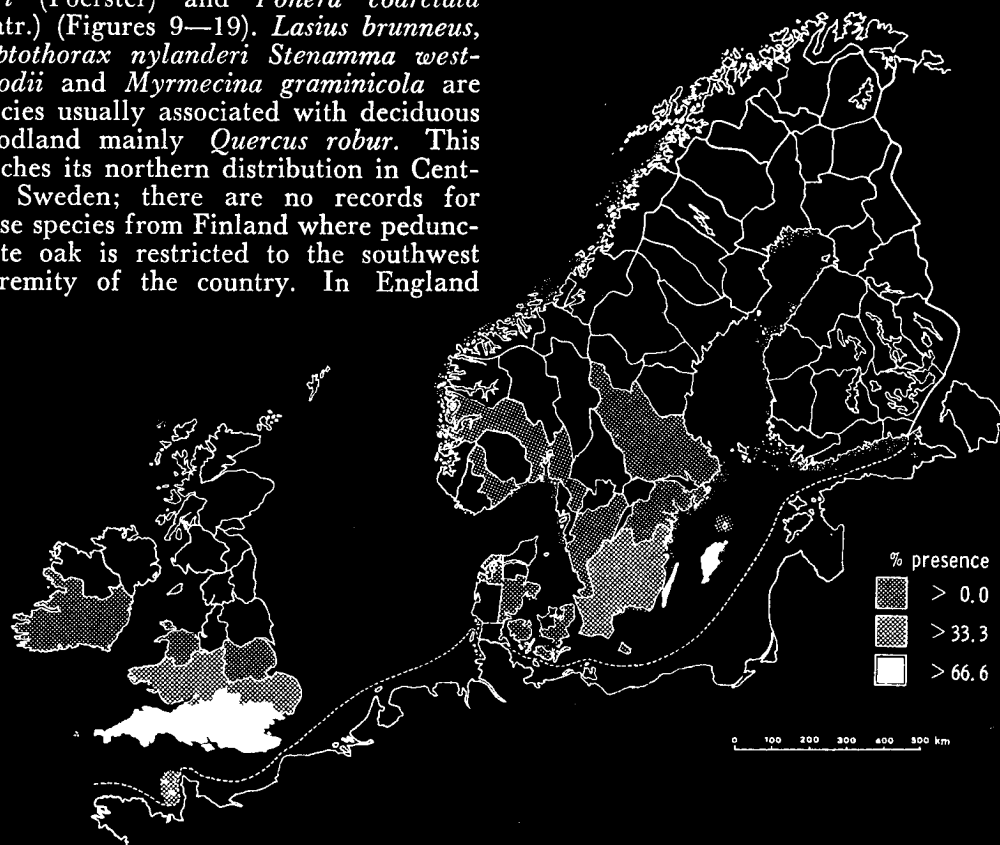 (Foerster) and Ponera coarctata
atr.) (Figures 9—19). Lasius brunneus,
ptothorax nylanderi Stenamma west-
odii and Myrmecina graminicola are
cies usually associated with deciduous
odland mainly Quercus robur. This
ches its northern distribution in Cent-
Sweden; there are no records for
se species from Finland where pedunc-
te oak is restricted to the southwest
remity of the country. In England
% presence
> 0.0
> 33.3
> 66.6
0 100 200 300 400 500 km